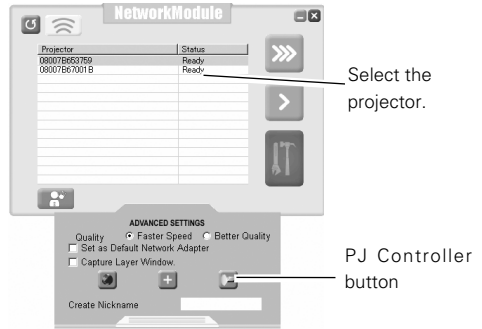 NetworkModule
Projector Status
08007B653759 Ready
08007B67001B Ready
Select the
projector.
ADVANCED SETTINGS
Quality Faster Speed Better Quality
Set as Default Network Adapter
Capture Layer Window.
PJ Controller
button
Create Nickname